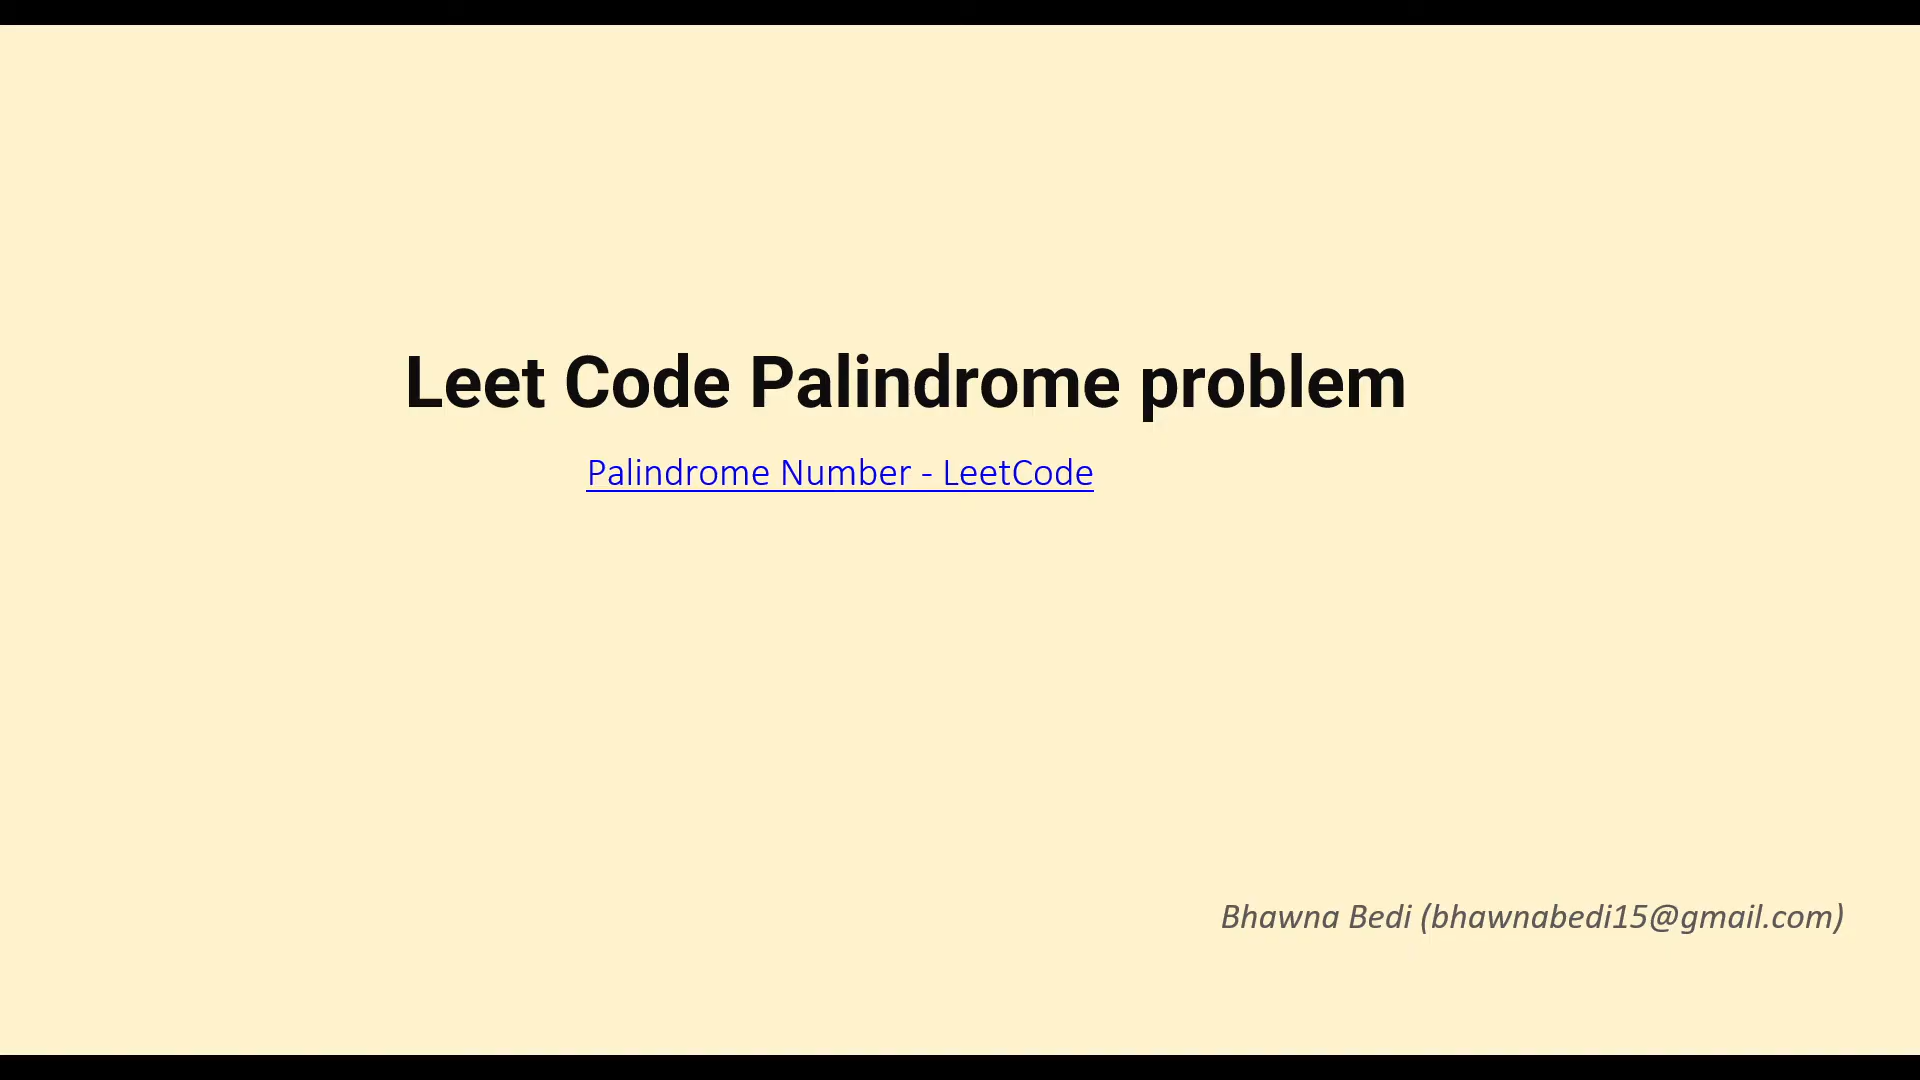 Leet Code Palindrome problem
Palindrome Number - LeetCode
Bhawna Bedi (bhawnabedi15@gmail.com)